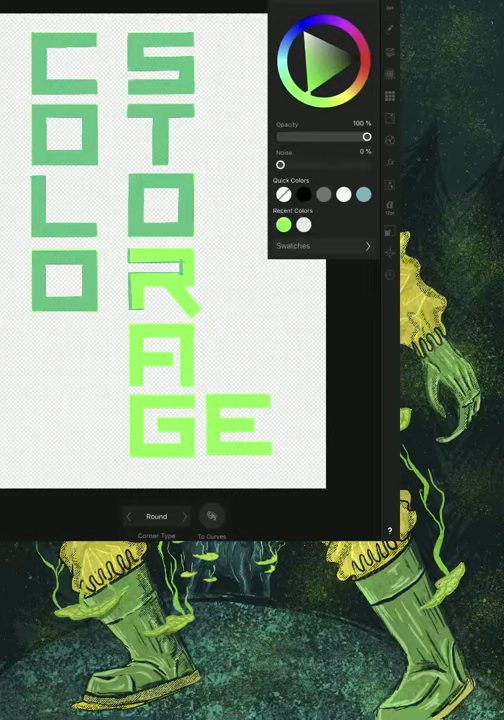 COLO
STORAGE
Opacity 100 %
Noise 0 %
Quick Colors
Recent Colors
Swatches
Round
Corner Type To Curves
?